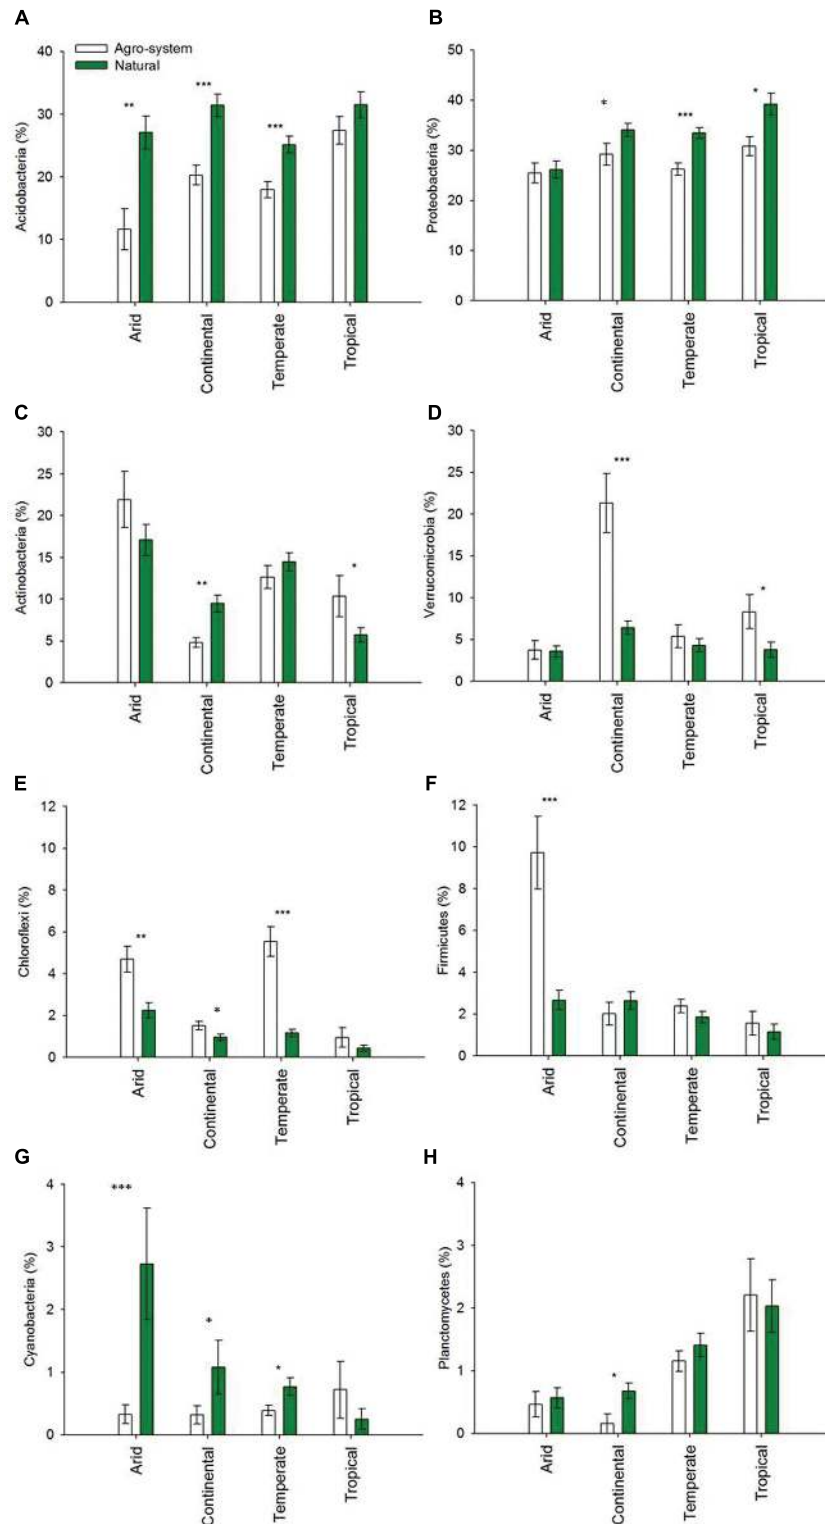 A
Agro-system
Natural
Acidobacteria (%)
40
30
20
10
0
** *** ***
Arid Continental Temperate Tropical
B
Proteobacteria (%)
50
40
30
20
10
0
* *** *
Arid Continental Temperate Tropical
C
Actinobacteria (%)
30
25
20
15
10
5
0
** *
Arid Continental Temperate Tropical
D
Verrucomicrobia (%)
30
25
20
15
10
5
0
*** *
Arid Continental Temperate Tropical
E
Chloroflexi (%)
12
10
8
6
4
2
0
** * ***
Arid Continental Temperate Tropical
F
Firmicutes (%)
12
10
8
6
4
2
0
***
Arid Continental Temperate Tropical
G
Cyanobacteria (%)
4
3
2
1
0
*** * *
Arid Continental Temperate Tropical
H
Planctomycetes (%)
4
3
2
1
0
*
Arid Continental Temperate Tropical